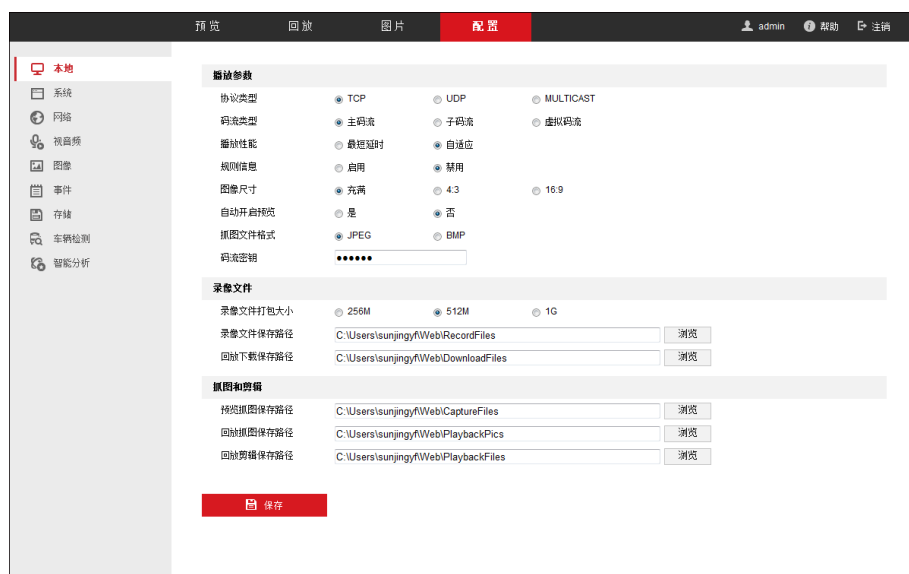 预览 回放 图片 配置 admin 帮助 注销
本地
系统
网络
视音频
图像
事件
存储
车辆检测
智能分析
播放参数
协议类型 TCP UDP MULTICAST
码流类型 主码流 子码流 虚拟码流
播放性能 最短延时 自适应
规则信息 启用 禁用
图像尺寸 充满 4:3 16:9
自动开启预览 是 否
抓图文件格式 JPEG BMP
码流密钥 ●●●●●●
录像文件
录像文件打包大小 256M 512M 1G
录像文件保存路径 C:\Users\sunjingyf\Web\RecordFiles 浏览
回放下载保存路径 C:\Users\sunjingyf\Web\DownloadFiles 浏览
抓图和剪辑
预览抓图保存路径 C:\Users\sunjingyf\Web\CaptureFiles 浏览
回放抓图保存路径 C:\Users\sunjingyf\Web\PlaybackPics 浏览
回放剪辑保存路径 C:\Users\sunjingyf\Web\PlaybackFiles 浏览
保存